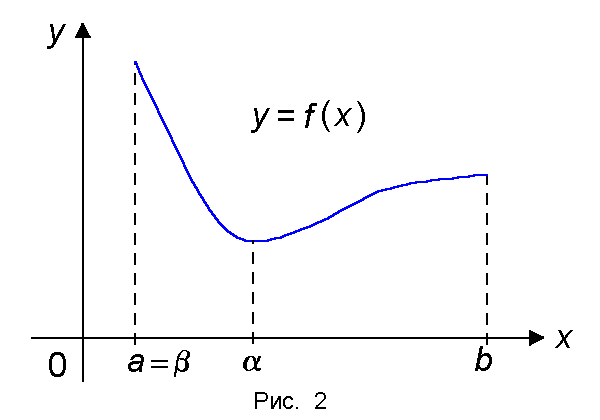 y
y = f(x)
x
0
a = β
α
b
Рис. 2